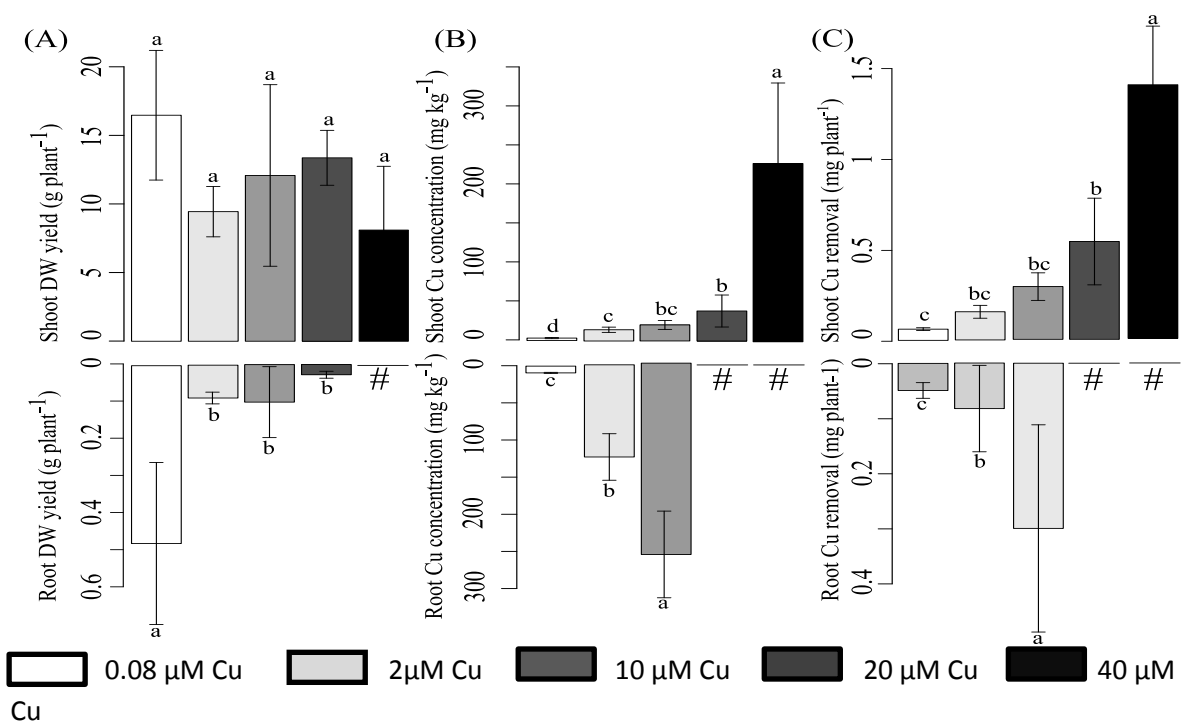 (A)
(B)
(C)
Shoot DW yield (g plant⁻¹)
20
15
10
5
0
a
a
a
a
a
Root DW yield (g plant⁻¹)
0
0.2
0.4
0.6
a
b
b
b
#
Shoot Cu concentration (mg kg⁻¹)
300
200
100
0
d
c
bc
b
a
Root Cu concentration (mg kg⁻¹)
0
100
200
300
c
b
a
#
#
Shoot Cu removal (mg plant⁻¹)
1.5
1
0.5
0
c
bc
bc
b
a
Root Cu removal (mg plant-1)
0
0.2
0.4
c
b
a
#
#
0.08 µM Cu 2µM Cu 10 µM Cu 20 µM Cu 40 µM
Cu